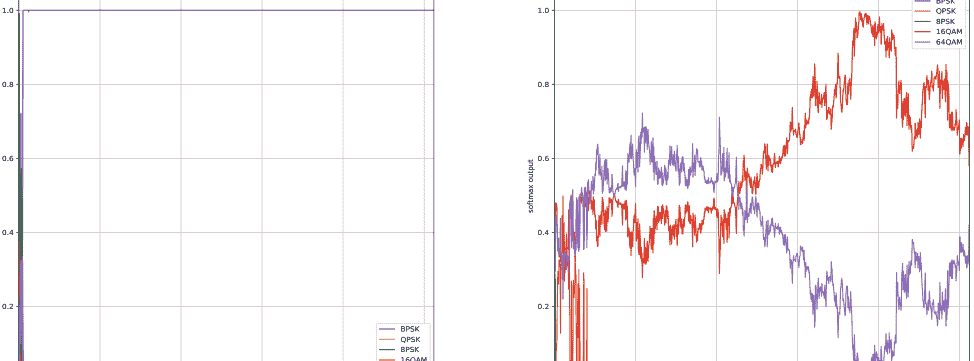 1.0
0.8
0.6
0.4
0.2
BPSK
QPSK
8PSK
16QAM
softmax output
1.0
0.8
0.6
0.4
0.2
BPSK
QPSK
8PSK
16QAM
64QAM